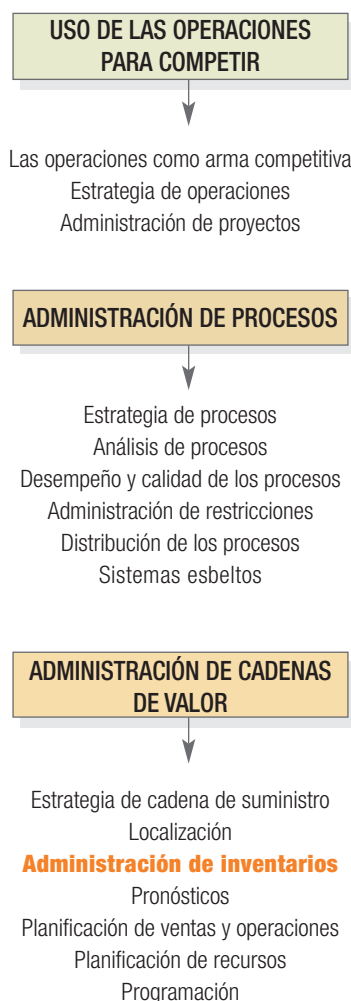 USO DE LAS OPERACIONES
PARA COMPETIR
Las operaciones como arma competitiva
Estrategia de operaciones
Administración de proyectos
ADMINISTRACIÓN DE PROCESOS
Estrategia de procesos
Análisis de procesos
Desempeño y calidad de los procesos
Administración de restricciones
Distribución de los procesos
Sistemas esbeltos
ADMINISTRACIÓN DE CADENAS
DE VALOR
Estrategia de cadena de suministro
Localización
Administración de inventarios
Pronósticos
Planificación de ventas y operaciones
Planificación de recursos
Programación